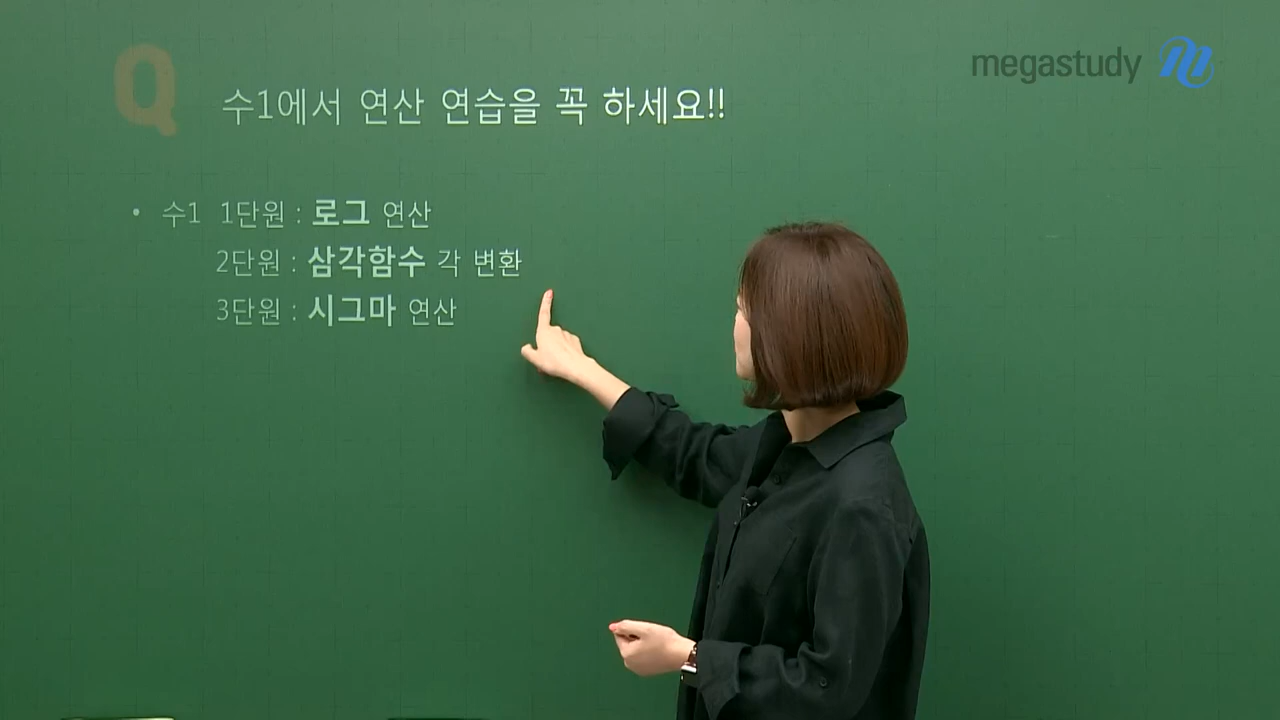 Q
수1에서 연산 연습을 꼭 하세요!!
megastudy
• 수1 1단원 : 로그 연산
2단원 : 삼각함수 각 변환
3단원 : 시그마 연산